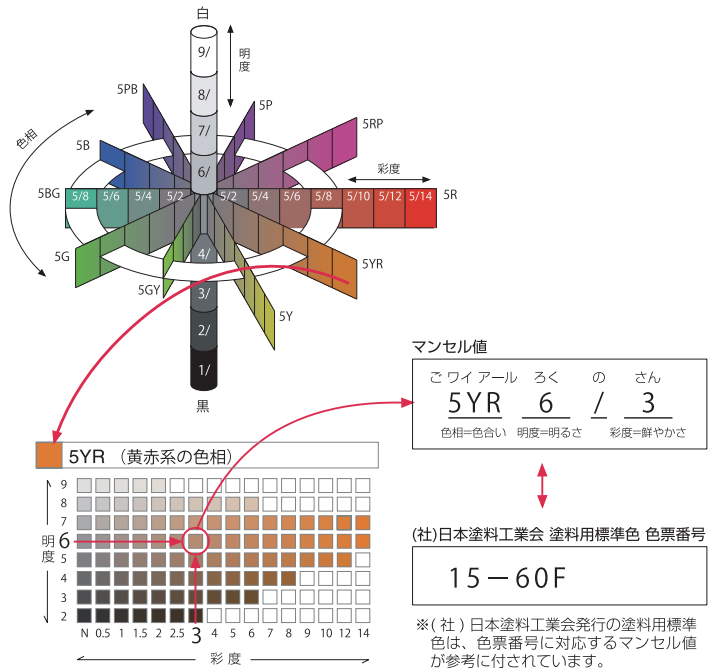 白
9/
8/
7/
6/
4/
3/
2/
1/
黒
明度
彩度
色相
5PB
5P
5RP
5B
5BG
5/8 5/6 5/4 5/2 5/2 5/4 5/6 5/8 5/10 5/12 5/14
5R
5G
5GY
5Y
5YR
マンセル値
ご ワイ アール ろく の さん
5YR 6 / 3
色相=色合い 明度=明るさ 彩度=鮮やかさ
5YR (黄赤系の色相)
9
8
7
6
5
4
3
2
明度
N 0.5 1 1.5 2 2.5 3 4 5 6 7 8 9 10 12 14
彩度
(社)日本塗料工業会 塗料用標準色 色票番号
15−60F
※(社)日本塗料工業会発行の塗料用標準
色は、色票番号に対応するマンセル値
が参考に付されています。